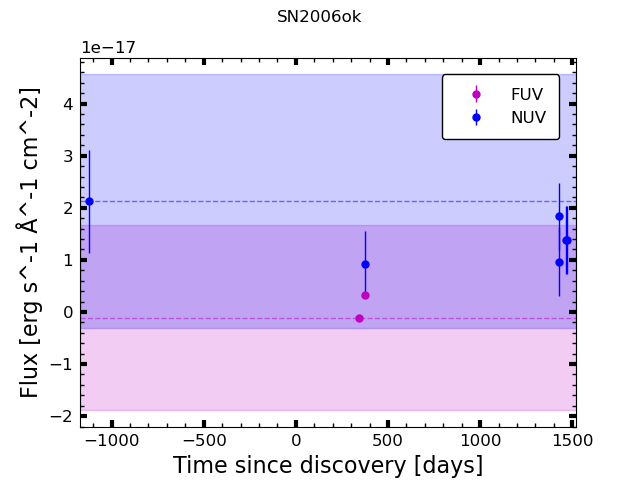 SN2006ok
1e−17
FUV
NUV
4
3
2
1
0
−1
−2
Flux [erg s^-1 Å^-1 cm^-2]
−1000 −500 0 500 1000 1500
Time since discovery [days]